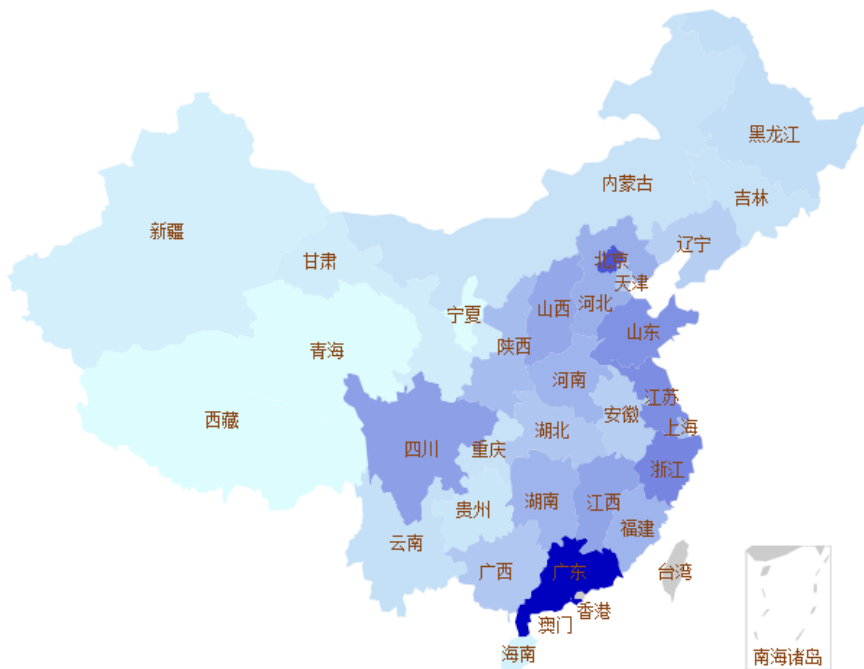 黑龙江
内蒙古
吉林
新疆
辽宁
甘肃
北京
天津
宁夏
山西
河北
山东
陕西
青海
河南
江苏
安徽
西藏
上海
湖北
四川
重庆
浙江
贵州
湖南
江西
福建
云南
广西
广东
台湾
香港
澳门
海南
南海诸岛